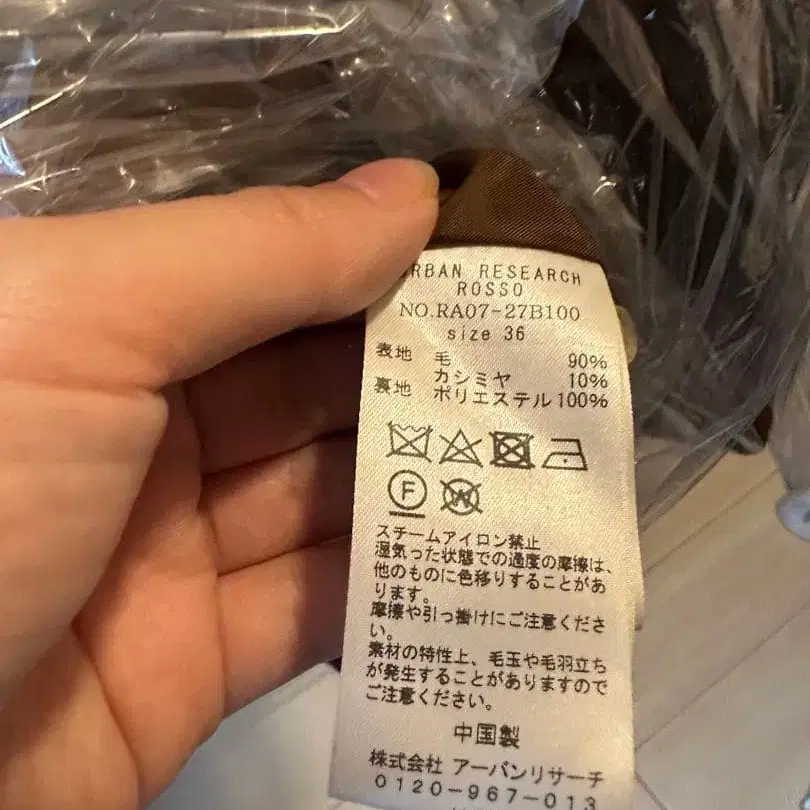 URBAN RESEARCH
ROSSO
NO.RA07-27B100
size 36
表地 毛 90%
カシミヤ 10%
裏地 ポリエステル 100%
F
W
スチームアイロン禁止
湿気った状態での過度の摩擦は、
他のものに色移りすることがあ
ります。
摩擦や引っ掛けにご注意くださ
い。
素材の特性上、毛玉や毛羽立ち
が発生することがありますので
ご注意ください。
中国製
株式会社 アーバンリサーチ
0120-967-013